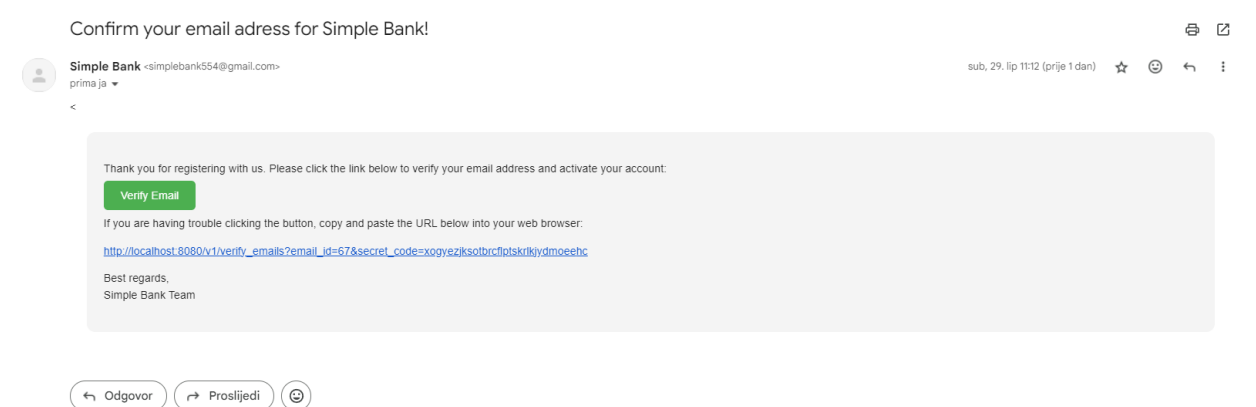 Confirm your email adress for Simple Bank!
Simple Bank <simplebank554@gmail.com>
sub, 29. lip 11:12 (prije 1 dan)
prima ja
<
Thank you for registering with us. Please click the link below to verify your email address and activate your account:
Verify Email
If you are having trouble clicking the button, copy and paste the URL below into your web browser:
http://localhost:8080/v1/verify_emails?email_id=67&secret_code=xogyezjksotbrcflptskrlkjydmoeehc
Best regards,
Simple Bank Team
Odgovor
Proslijedi